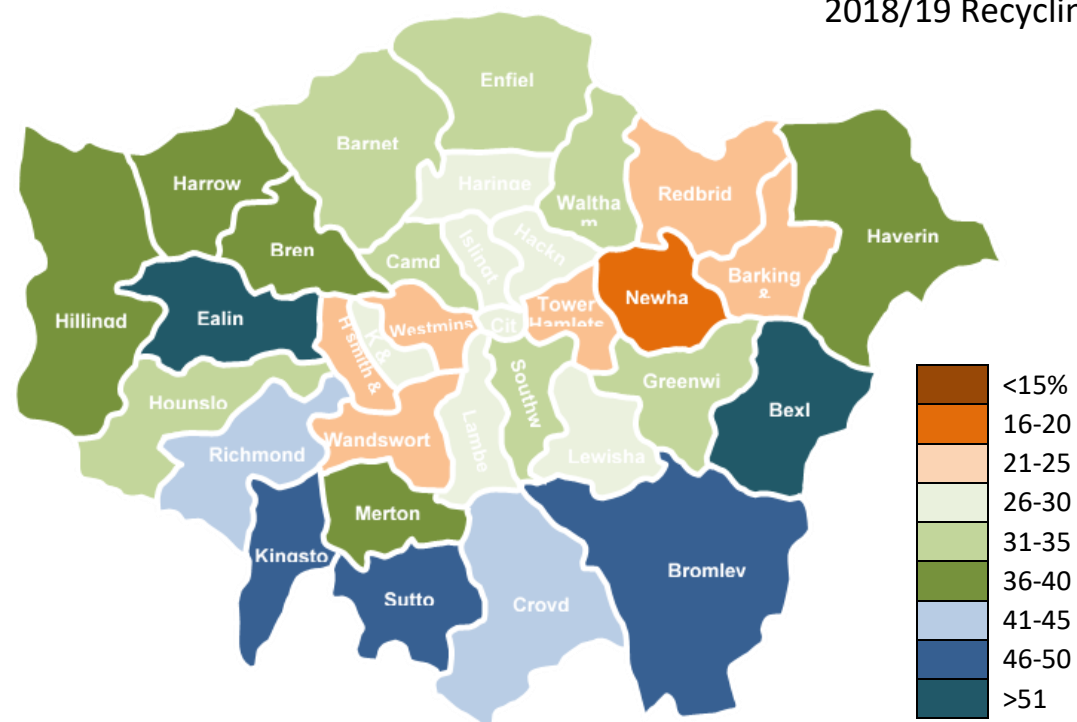 2018/19 Recyclin
Enfiel
Barnet
Haringe
Waltha
m
Redbrid
Harrow
Bren
Camd
Islingt
Hackn
Haverin
Barking
&
Hillingd
Ealin
H'smith &
K &
Westmins
Cit
Tower
Hamlets
Newha
Hounslo
Richmond
Wandswort
Lambe
Southw
Greenwi
Lewisha
Bexl
Merton
Kingsto
Sutto
Croyd
Bromley
<15%
16-20
21-25
26-30
31-35
36-40
41-45
46-50
>51